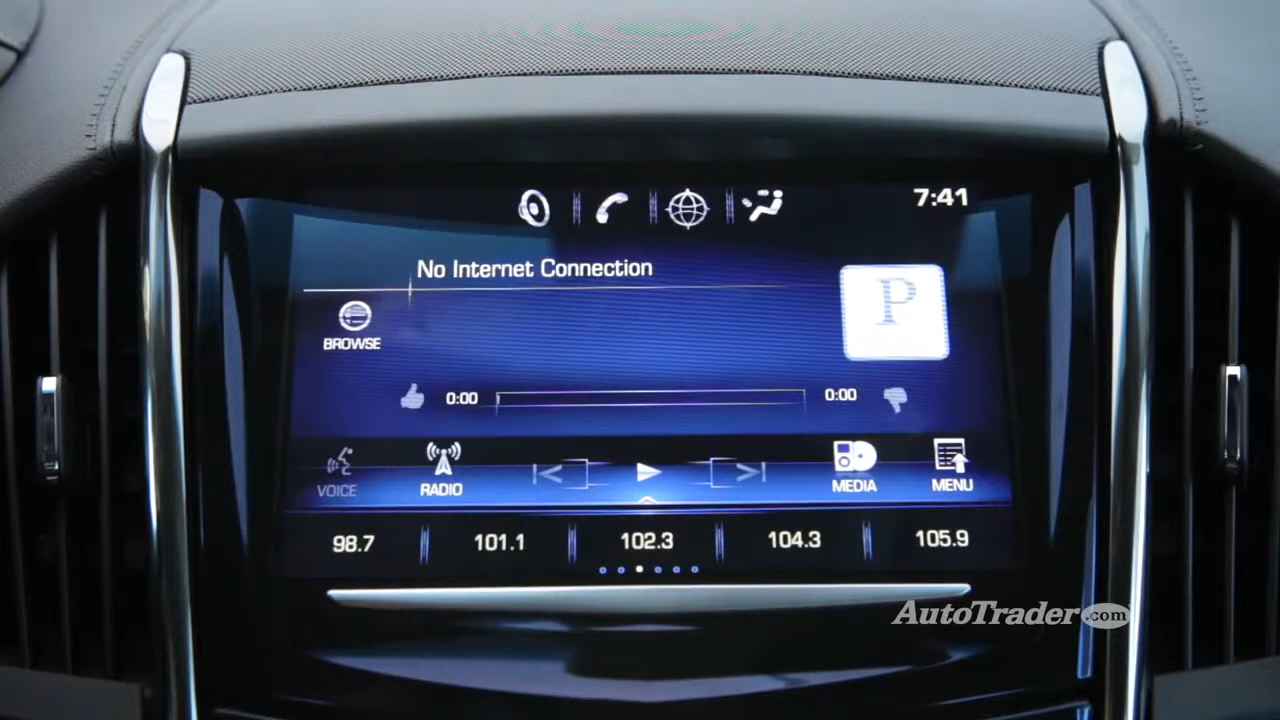 7:41
No Internet Connection
P
BROWSE
0:00 0:00
VOICE RADIO MEDIA MENU
98.7 101.1 102.3 104.3 105.9
AutoTrader.com